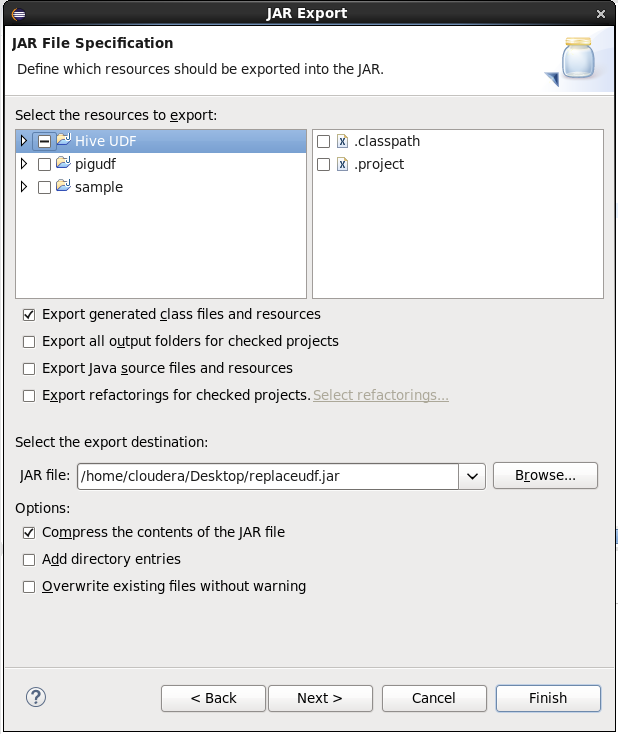 JAR Export
JAR File Specification
Define which resources should be exported into the JAR.
Select the resources to export:
Hive UDF
.classpath
pigudf
.project
sample
Export generated class files and resources
Export all output folders for checked projects
Export Java source files and resources
Export refactorings for checked projects. Select refactorings...
Select the export destination:
JAR file: /home/cloudera/Desktop/replaceudf.jar Browse...
Options:
Compress the contents of the JAR file
Add directory entries
Overwrite existing files without warning
? < Back Next > Cancel Finish